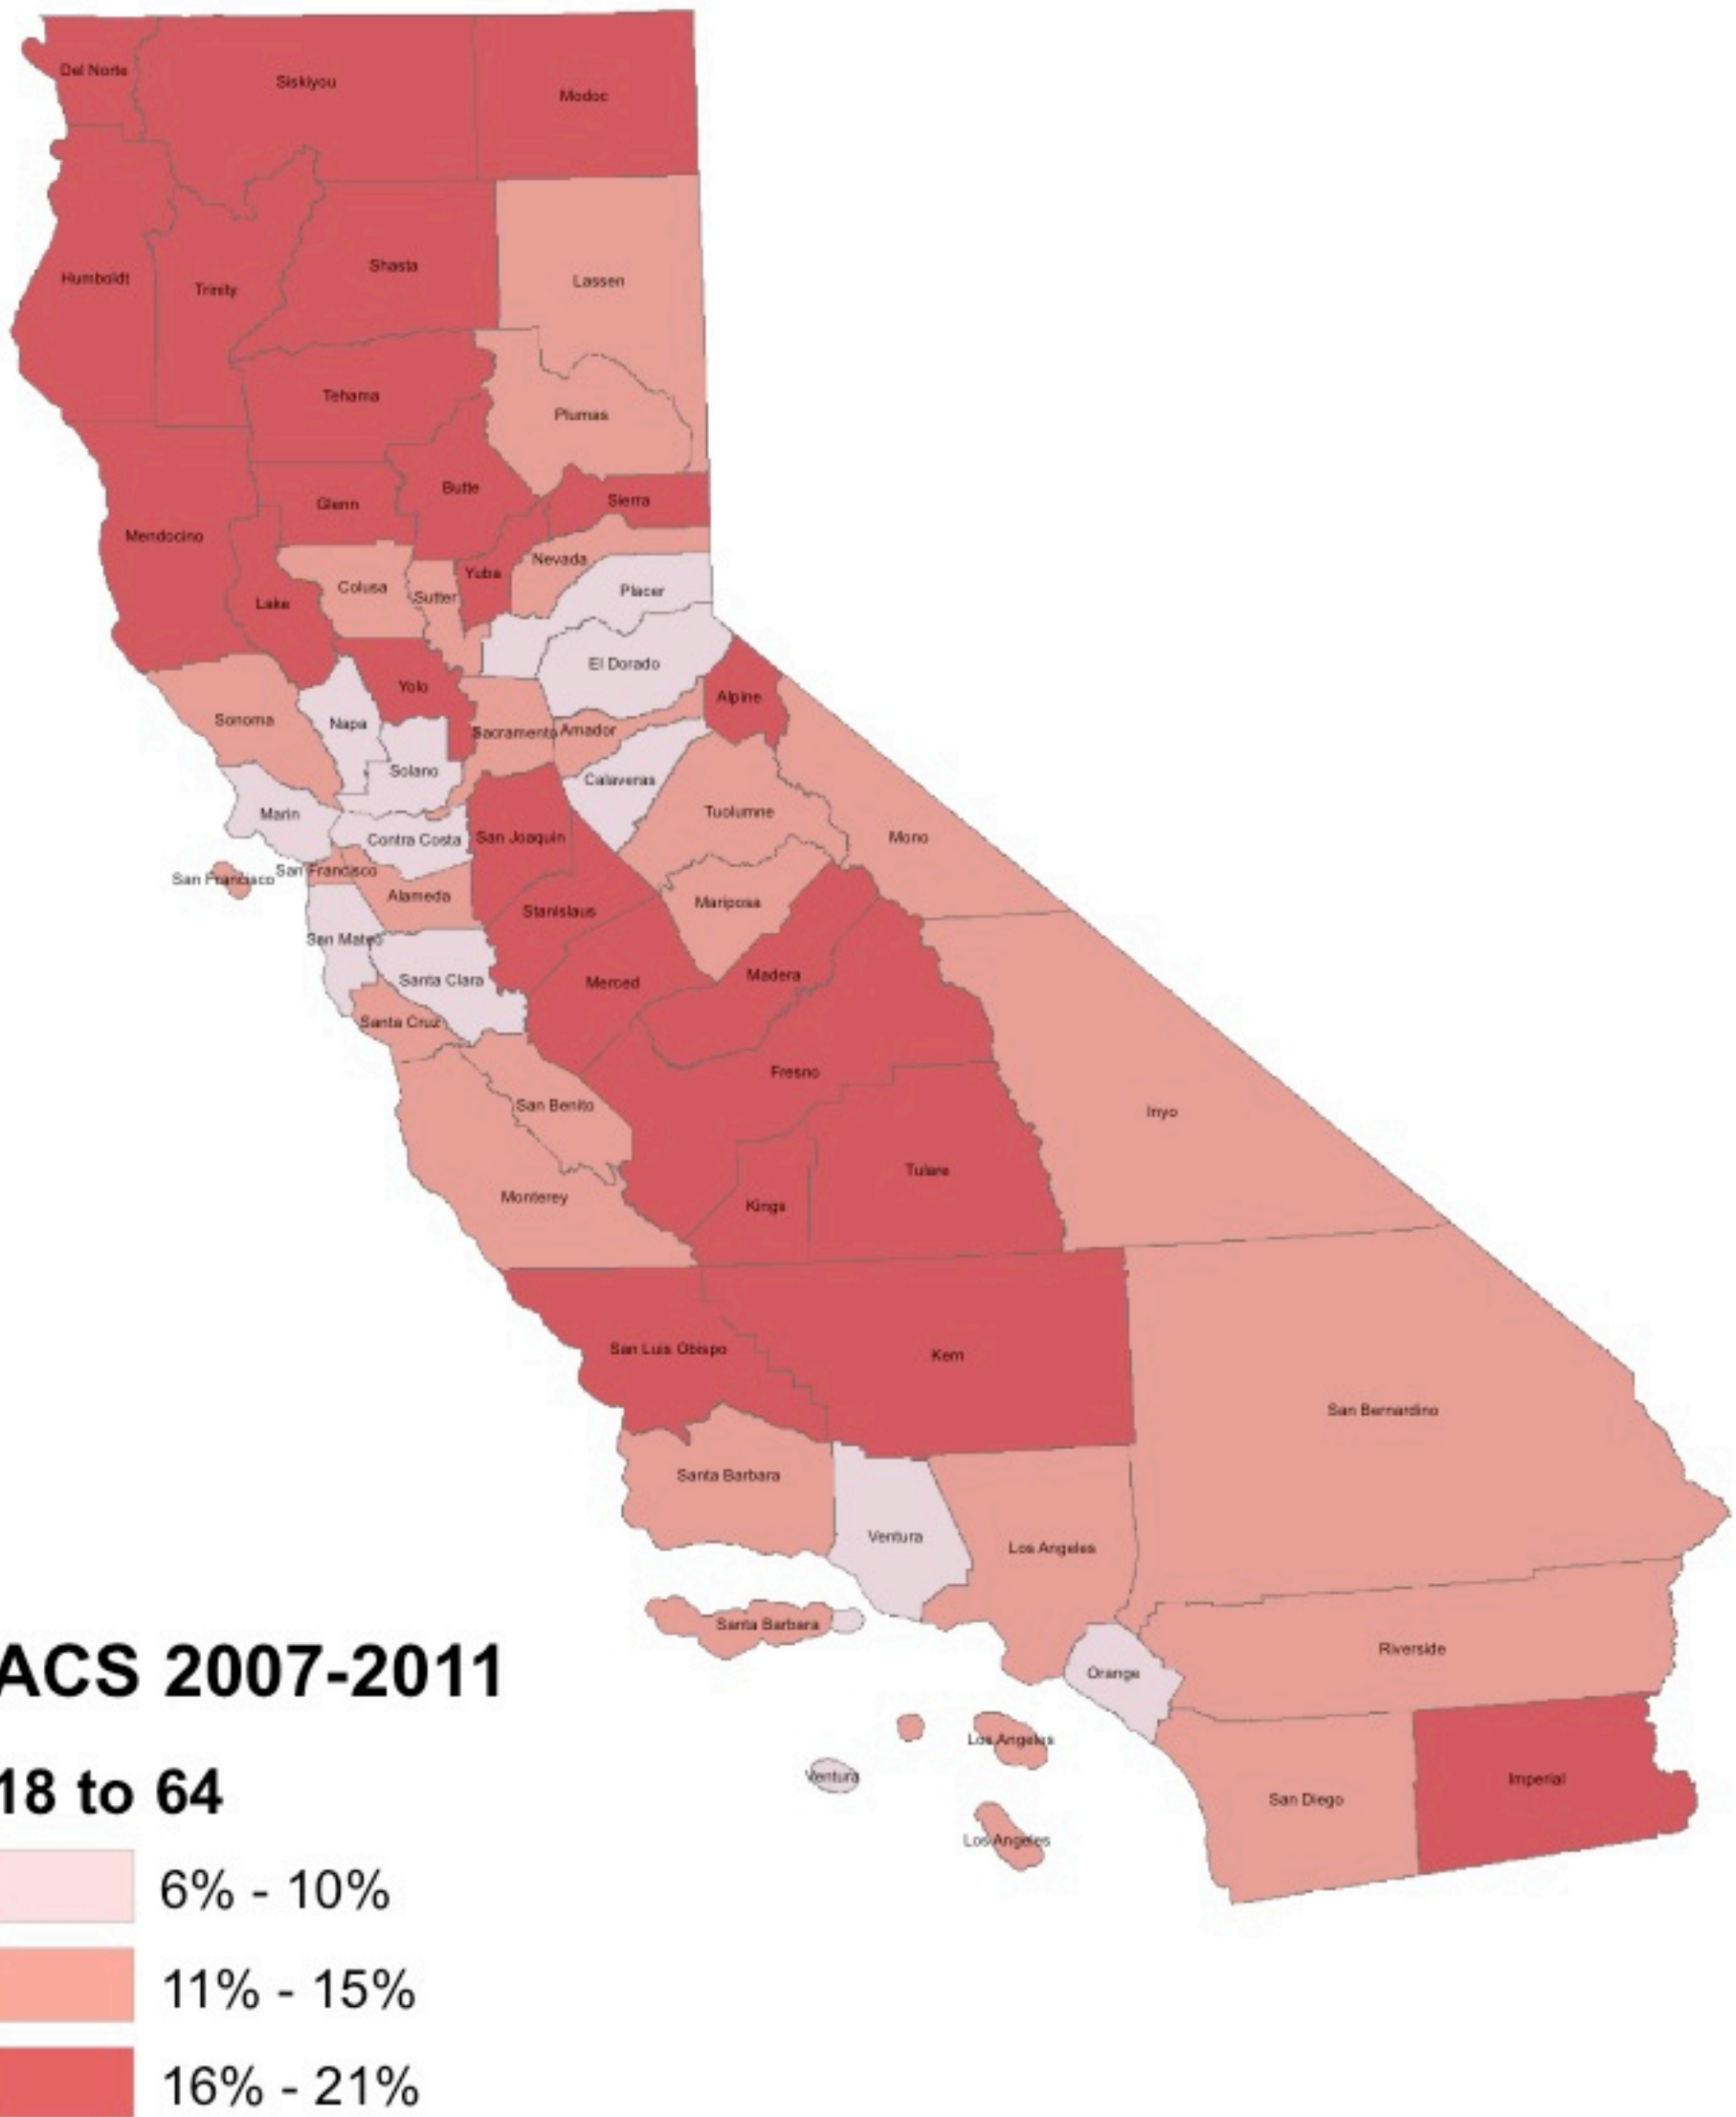 Del Norte
Siskiyou
Modoc
Humboldt
Trinity
Shasta
Lassen
Tehama
Plumas
Butte
Glenn
Sierra
Mendocino
Nevada
Yuba
Colusa
Sutter
Placer
Lake
El Dorado
Yolo
Alpine
Sonoma
Napa
Sacramento
Amador
Solano
Calaveras
Marin
Tuolumne
Contra Costa
San Joaquin
Mono
San Francisco
San Francisco
Alameda
Mariposa
Stanislaus
San Mateo
Santa Clara
Merced
Madera
Santa Cruz
Fresno
San Benito
Inyo
Tulare
Monterey
Kings
San Luis Obispo
Kern
San Bernardino
Santa Barbara
Ventura
Los Angeles
Santa Barbara
Riverside
Orange
Los Angeles
Ventura
Imperial
San Diego
Los Angeles
ACS 2007-2011
18 to 64
6% - 10%
11% - 15%
16% - 21%